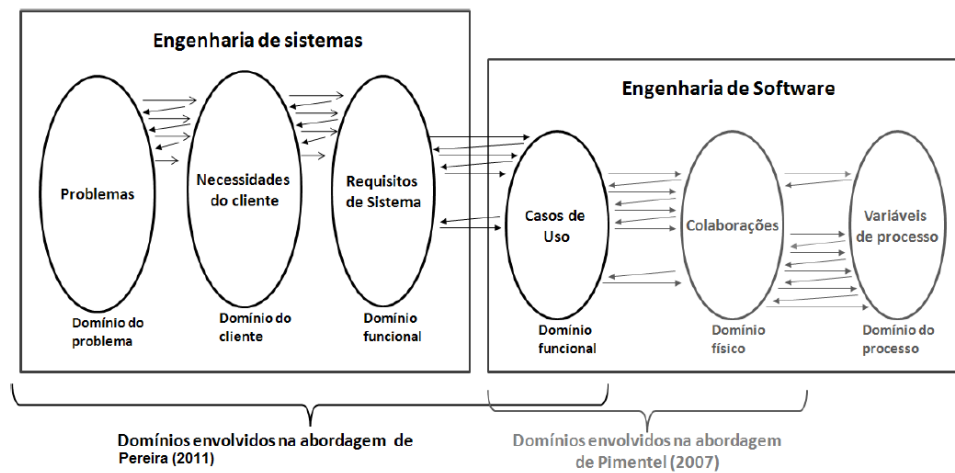 Engenharia de sistemas
Engenharia de Software
Problemas
Necessidades
do cliente
Requisitos
de Sistema
Casos de
Uso
Colaborações
Variáveis
de processo
Domínio do
problema
Domínio do
cliente
Domínio
funcional
Domínio
funcional
Domínio
físico
Domínio do
processo
Domínios envolvidos na abordagem de
Pereira (2011)
Domínios envolvidos na abordagem
de Pimentel (2007)